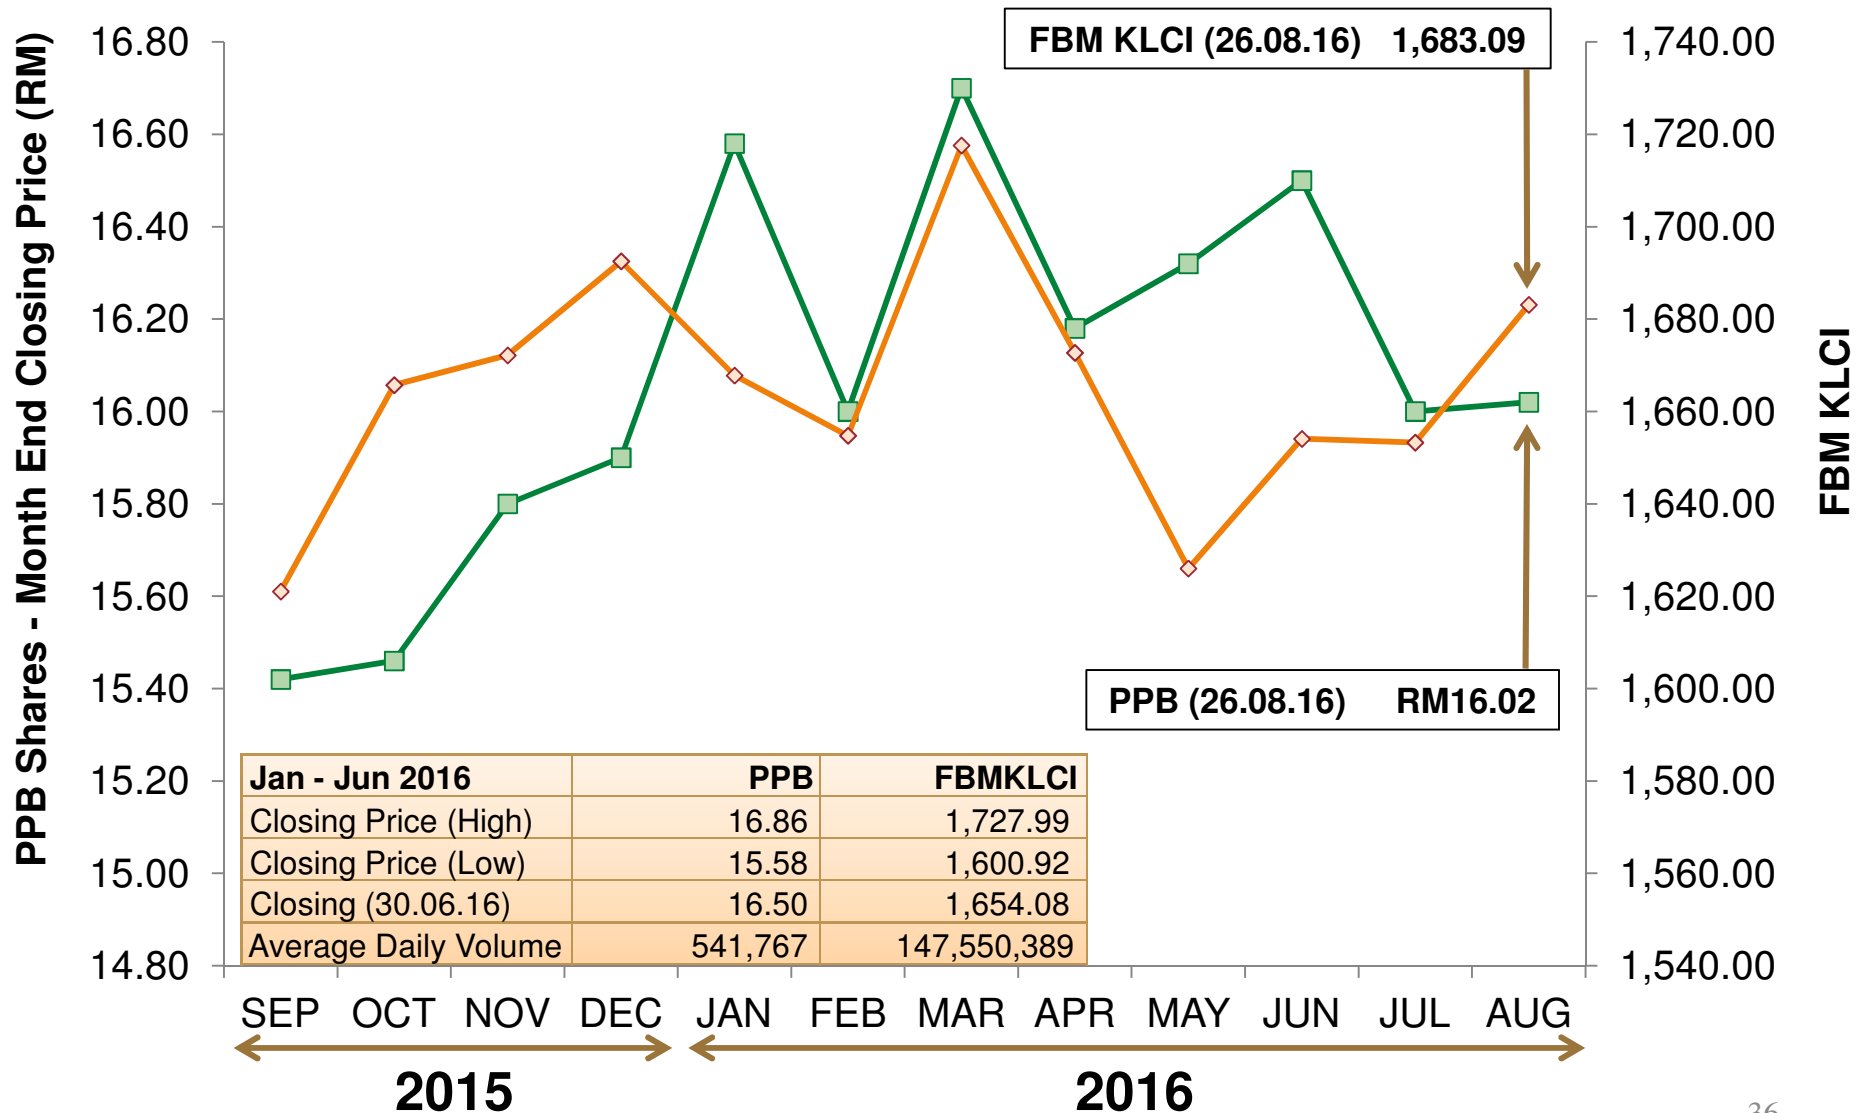 FBM KLCI (26.08.16) 1,683.09
PPB Shares - Month End Closing Price (RM)
16.80
16.60
16.40
16.20
16.00
15.80
15.60
15.40
15.20
15.00
14.80
1,740.00
1,720.00
1,700.00
1,680.00
1,660.00
1,640.00
1,620.00
1,600.00
1,580.00
1,560.00
1,540.00
FBM KLCI
PPB (26.08.16) RM16.02
Jan - Jun 2016 PPB FBMKLCI
Closing Price (High) 16.86 1,727.99
Closing Price (Low) 15.58 1,600.92
Closing (30.06.16) 16.50 1,654.08
Average Daily Volume 541,767 147,550,389
SEP OCT NOV DEC JAN FEB MAR APR MAY JUN JUL AUG
2015 2016
36